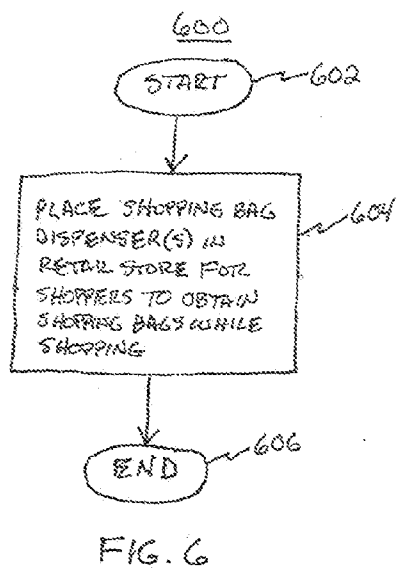 600
START
602
PLACE SHOPPING BAG
DISPENSER(S) IN
RETAIL STORE FOR
SHOPPERS TO OBTAIN
SHOPPING BAGS WHILE
SHOPPING
604
END
606
FIG. 6